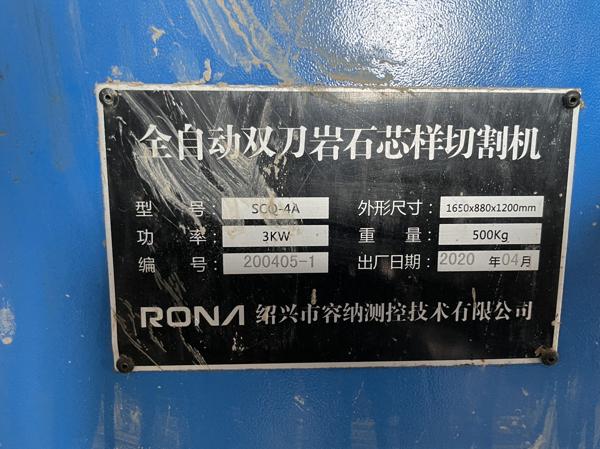 全自动双刀岩石芯样切割机
型 号: SCQ-4A 外形尺寸: 1650x880x1200mm
功 率: 3KW 重 量: 500Kg
编 号: 200405-1 出厂日期: 2020 年 04 月
RONA 绍兴市容纳测控技术有限公司